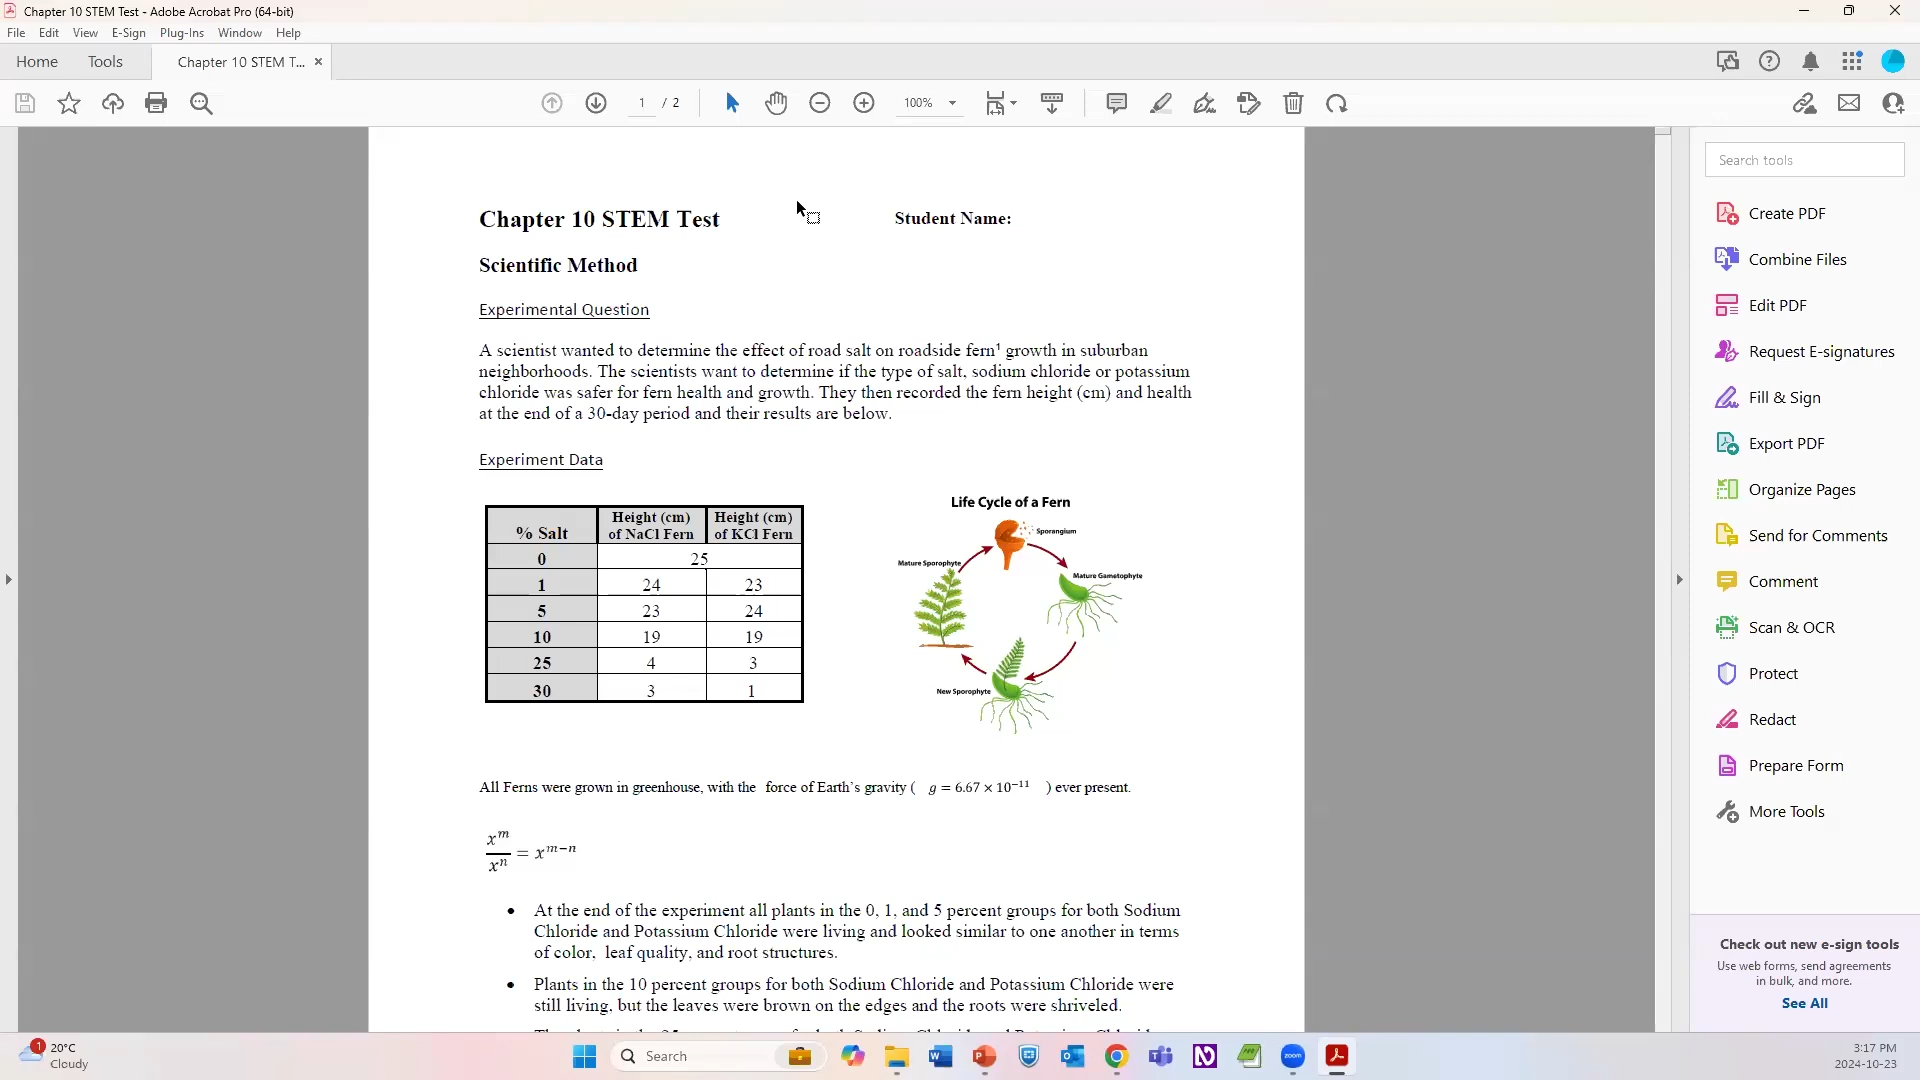 Chapter 10 STEM Test - Adobe Acrobat Pro (64-bit)
File Edit View E-Sign Plug-Ins Window Help
Home Tools Chapter 10 STEM T... ×
1 / 2 100%
Chapter 10 STEM Test Student Name:
Scientific Method
Experimental Question
A scientist wanted to determine the effect of road salt on roadside fern¹ growth in suburban
neighborhoods. The scientists want to determine if the type of salt, sodium chloride or potassium
chloride was safer for fern health and growth. They then recorded the fern height (cm) and health
at the end of a 30-day period and their results are below.
Experiment Data
% Salt Height (cm) of NaCl Fern Height (cm) of KCl Fern
0 25
1 24 23
5 23 24
10 19 19
25 4 3
30 3 1
Life Cycle of a Fern
Sporangium
Mature Sporophyte
Mature Gametophyte
New Sporophyte
All Ferns were grown in greenhouse, with the force of Earth's gravity ( g = 6.67 × 10⁻¹¹ ) ever present.
xᵐ/xⁿ = xᵐ⁻ⁿ
• At the end of the experiment all plants in the 0, 1, and 5 percent groups for both Sodium
Chloride and Potassium Chloride were living and looked similar to one another in terms
of color, leaf quality, and root structures.
• Plants in the 10 percent groups for both Sodium Chloride and Potassium Chloride were
still living, but the leaves were brown on the edges and the roots were shriveled.
Search tools
Create PDF
Combine Files
Edit PDF
Request E-signatures
Fill & Sign
Export PDF
Organize Pages
Send for Comments
Comment
Scan & OCR
Protect
Redact
Prepare Form
More Tools
Check out new e-sign tools
Use web forms, send agreements
in bulk, and more.
See All
1
20°C
Cloudy
Search
zoom
3:17 PM
2024-10-23